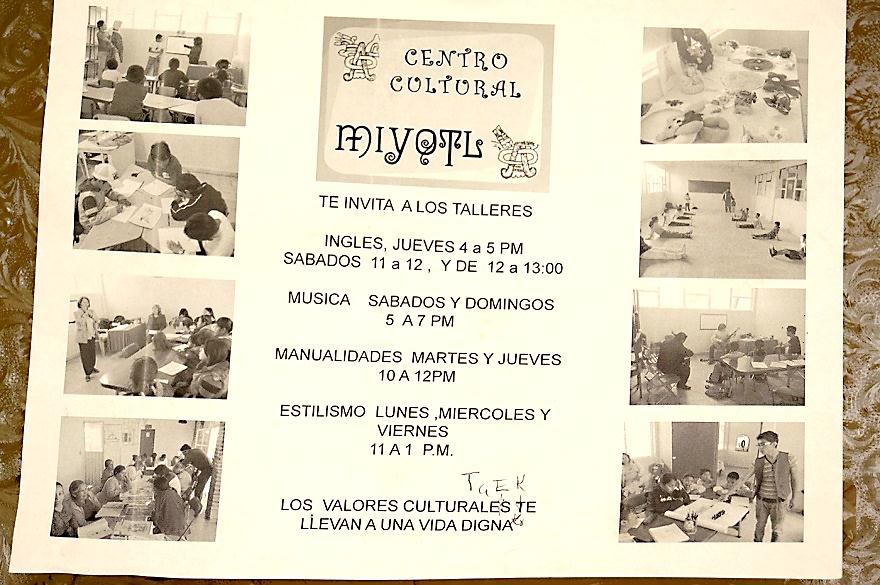 CENTRO
CULTURAL
MIYOTL
TE INVITA A LOS TALLERES
INGLES, JUEVES 4 a 5 PM
SABADOS 11 a 12 , Y DE 12 a 13:00
MUSICA SABADOS Y DOMINGOS
5 A 7 PM
MANUALIDADES MARTES Y JUEVES
10 A 12PM
ESTILISMO LUNES ,MIERCOLES Y
VIERNES
11 A 1 P.M.
LOS VALORES CULTURALES TE
LLEVAN A UNA VIDA DIGNA